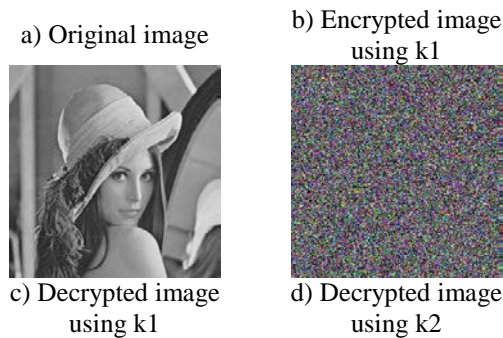 a) Original image
b) Encrypted image
using k1
c) Decrypted image
using k1
d) Decrypted image
using k2